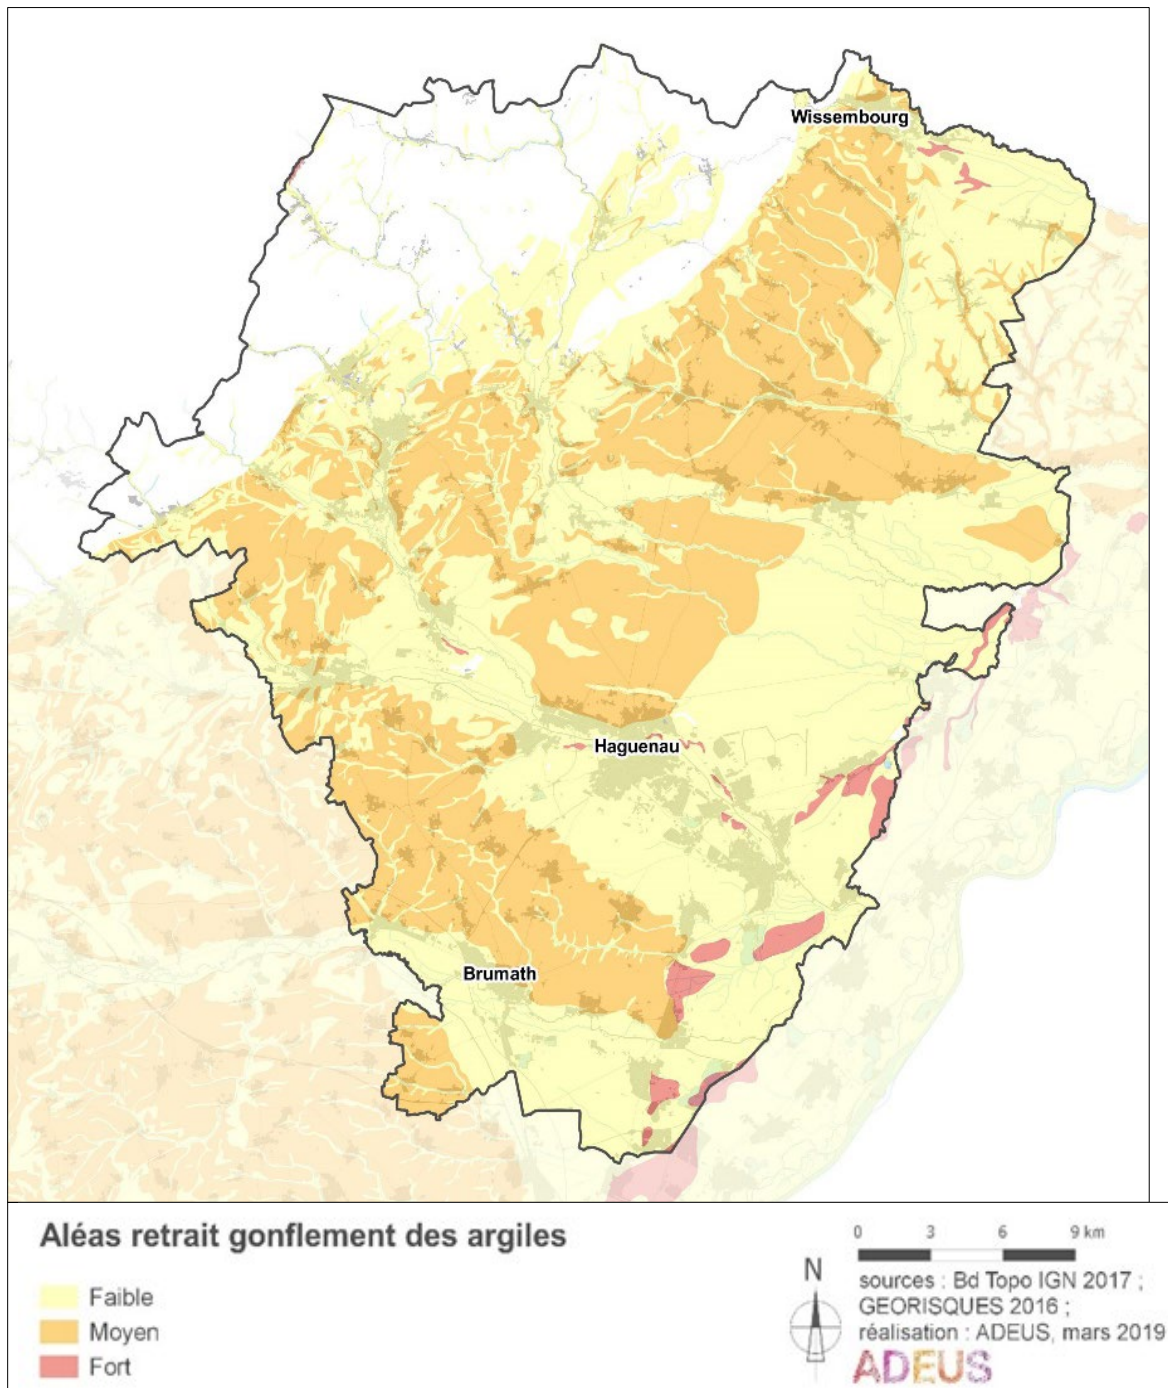 Wissembourg
Haguenau
Brumath
Aléas retrait gonflement des argiles
Faible
Moyen
Fort
0 3 6 9 km
N
sources : Bd Topo IGN 2017 ;
GEORISQUES 2016 ;
réalisation : ADEUS, mars 2019
ADEUS